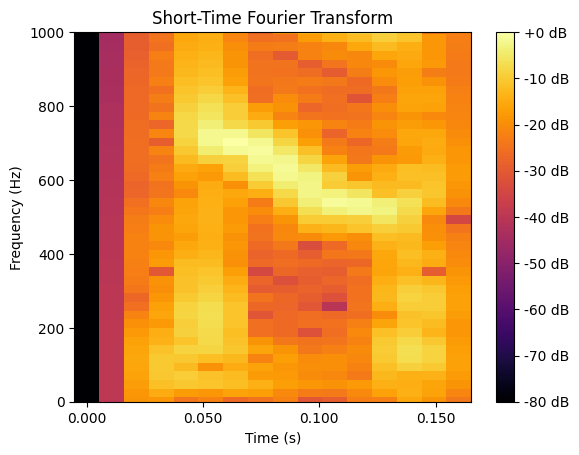 Short-Time Fourier Transform
1000
800
600
400
200
0
Frequency (Hz)
0.000
0.050
0.100
0.150
Time (s)
+0 dB
-10 dB
-20 dB
-30 dB
-40 dB
-50 dB
-60 dB
-70 dB
-80 dB